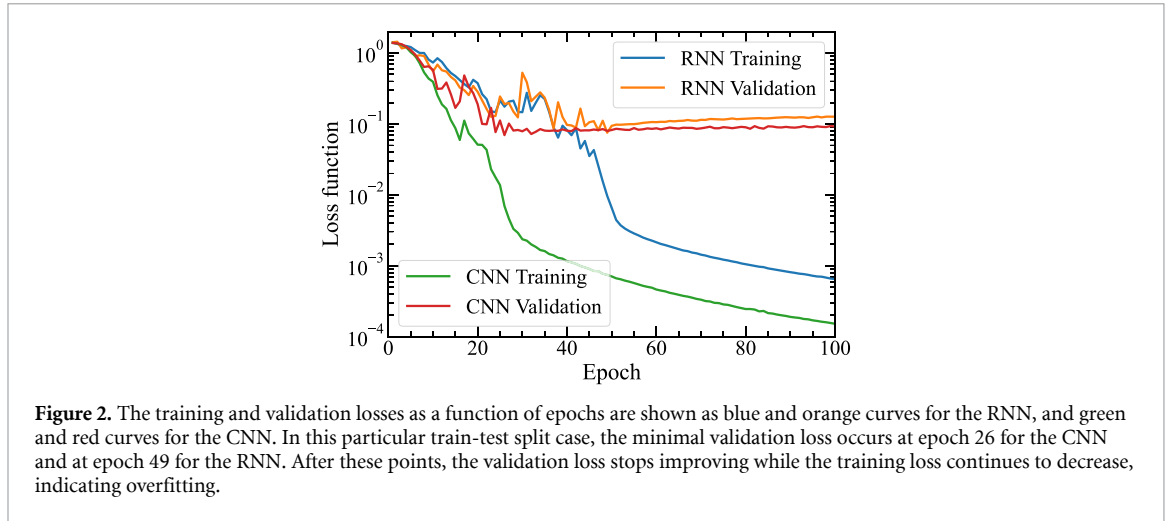 RNN Training
RNN Validation
CNN Training
CNN Validation
Loss function
10^0
10^-1
10^-2
10^-3
10^-4
0 20 40 60 80 100
Epoch
Figure 2. The training and validation losses as a function of epochs are shown as blue and orange curves for the RNN, and green
and red curves for the CNN. In this particular train-test split case, the minimal validation loss occurs at epoch 26 for the CNN
and at epoch 49 for the RNN. After these points, the validation loss stops improving while the training loss continues to decrease,
indicating overfitting.